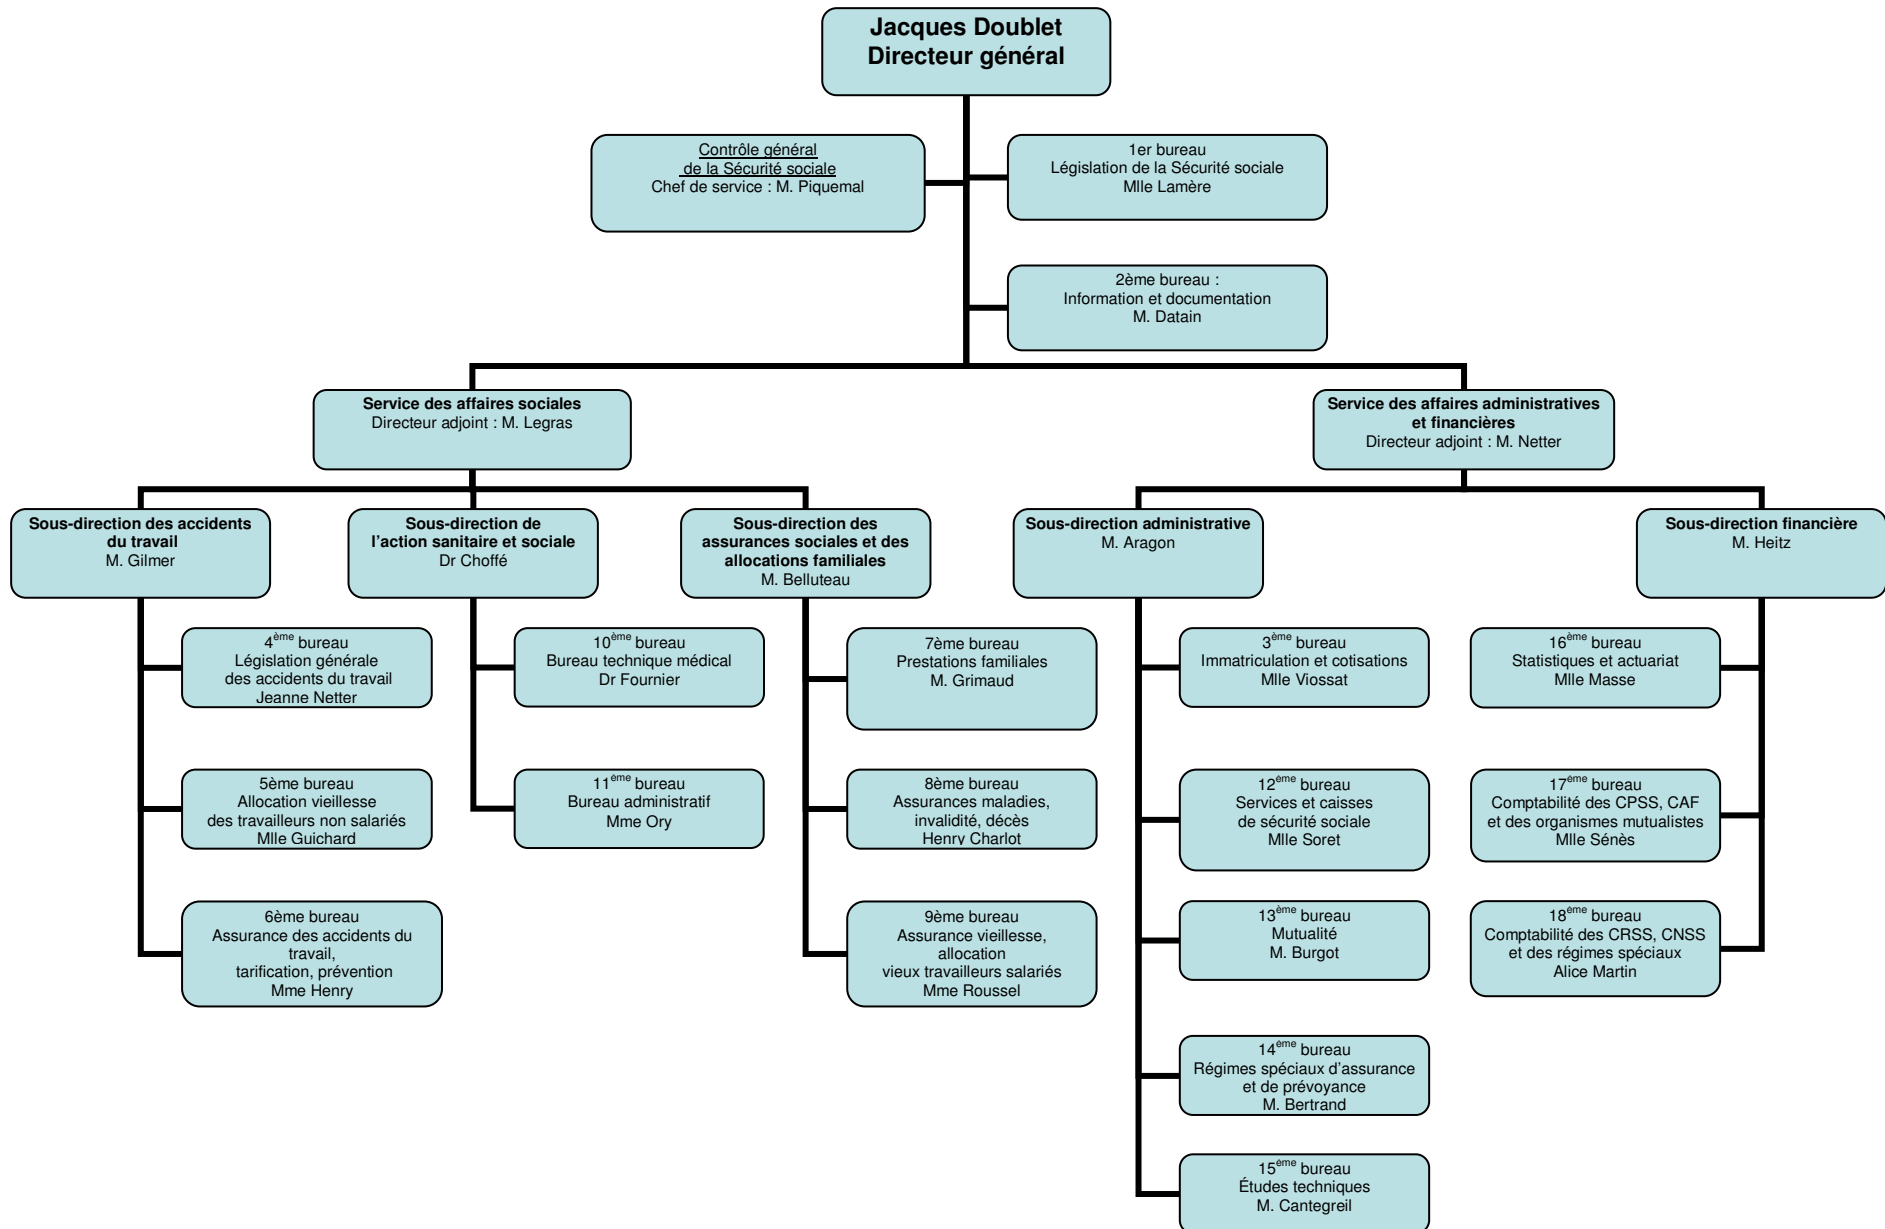 Jacques Doublet
Directeur général
Contrôle général
de la Sécurité sociale
Chef de service : M. Piquemal
1er bureau
Législation de la Sécurité sociale
Mlle Lamère
2ème bureau :
Information et documentation
M. Datain
Service des affaires sociales
Directeur adjoint : M. Legras
Service des affaires administratives
et financières
Directeur adjoint : M. Netter
Sous-direction des accidents
du travail
M. Gilmer
Sous-direction de
l'action sanitaire et sociale
Dr Choffé
Sous-direction des
assurances sociales et des
allocations familiales
M. Belluteau
Sous-direction administrative
M. Aragon
Sous-direction financière
M. Heitz
4ème bureau
Législation générale
des accidents du travail
Jeanne Netter
10ème bureau
Bureau technique médical
Dr Fournier
7ème bureau
Prestations familiales
M. Grimaud
3ème bureau
Immatriculation et cotisations
Mlle Viossat
16ème bureau
Statistiques et actuariat
Mlle Masse
5ème bureau
Allocation vieillesse
des travailleurs non salariés
Mlle Guichard
11ème bureau
Bureau administratif
Mme Ory
8ème bureau
Assurances maladies,
invalidité, décès
Henry Charlot
12ème bureau
Services et caisses
de sécurité sociale
Mlle Soret
17ème bureau
Comptabilité des CPSS, CAF
et des organismes mutualistes
Mlle Sénès
6ème bureau
Assurance des accidents du
travail,
tarification, prévention
Mme Henry
9ème bureau
Assurance vieillesse,
allocation
vieux travailleurs salariés
Mme Roussel
13ème bureau
Mutualité
M. Burgot
18ème bureau
Comptabilité des CRSS, CNSS
et des régimes spéciaux
Alice Martin
14ème bureau
Régimes spéciaux d'assurance
et de prévoyance
M. Bertrand
15ème bureau
Études techniques
M. Cantegreil